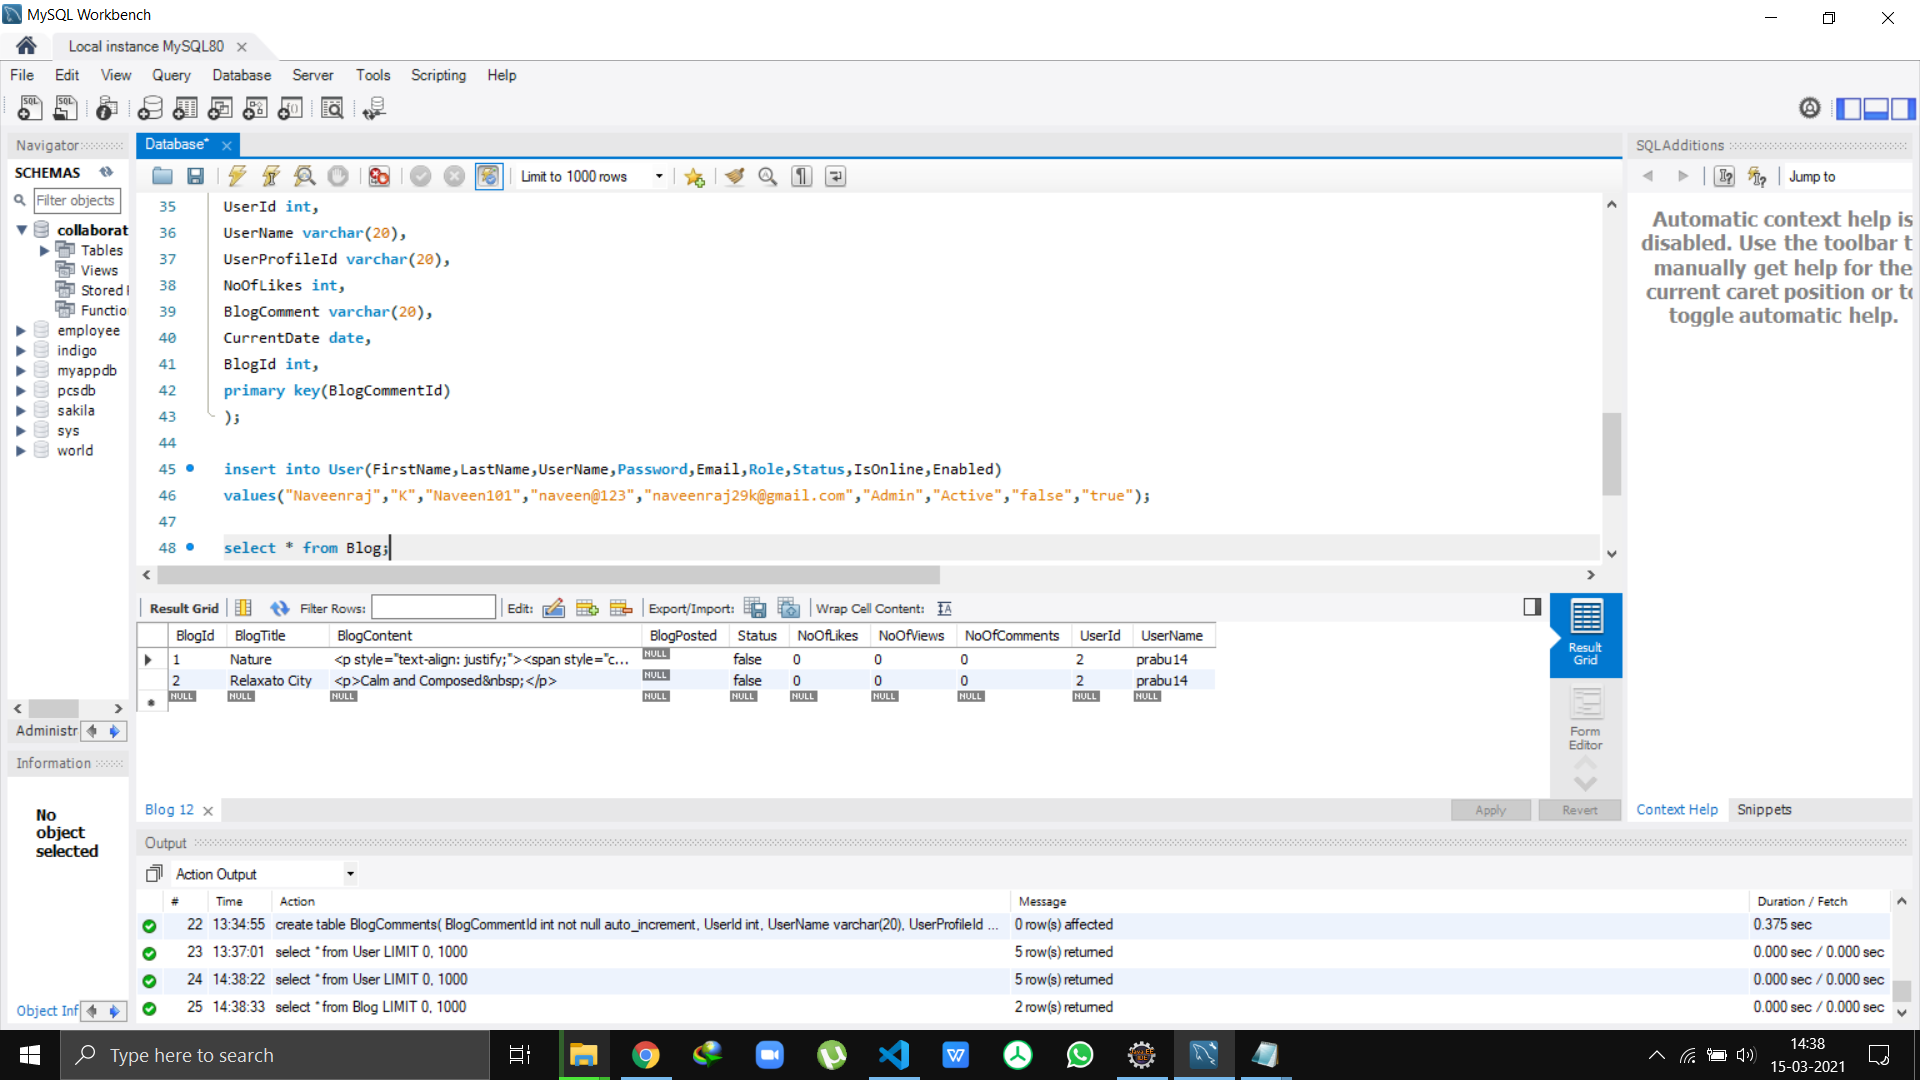 MySQL Workbench
Local instance MySQL80
File Edit View Query Database Server Tools Scripting Help
Navigator
SCHEMAS
Filter objects
collaborat
Tables
Views
Stored
Functio
employee
indigo
myappdb
pcsdb
sakila
sys
world
Administr
Information
No
object
selected
Object Inf
Database*
Limit to 1000 rows
35 UserId int,
36 UserName varchar(20),
37 UserProfileId varchar(20),
38 NoOfLikes int,
39 BlogComment varchar(20),
40 CurrentDate date,
41 BlogId int,
42 primary key(BlogCommentId)
43 );
44
45 insert into User(FirstName,LastName,UserName,Password,Email,Role,Status,IsOnline,Enabled)
46 values("Naveenraj","K","Naveen101","naveen@123","naveenraj29k@gmail.com","Admin","Active","false","true");
47
48 select * from Blog;
Result Grid Filter Rows: Edit: Export/Import: Wrap Cell Content:
BlogId BlogTitle BlogContent BlogPosted Status NoOfLikes NoOfViews NoOfComments UserId UserName
1 Nature <p style="text-align: justify;"><span style="c... NULL false 0 0 0 2 prabu14
2 Relaxato City <p>Calm and Composed&nbsp;</p> NULL false 0 0 0 2 prabu14
NULL NULL NULL NULL NULL NULL NULL NULL NULL NULL
Result
Grid
Form
Editor
Blog 12
Apply Revert
SQLAdditions
Jump to
Automatic context help is
disabled. Use the toolbar t
manually get help for the
current caret position or to
toggle automatic help.
Context Help Snippets
Output
Action Output
# Time Action Message Duration / Fetch
22 13:34:55 create table BlogComments( BlogCommentId int not null auto_increment, UserId int, UserName varchar(20), UserProfileId ... 0 row(s) affected 0.375 sec
23 13:37:01 select * from User LIMIT 0, 1000 5 row(s) returned 0.000 sec / 0.000 sec
24 14:38:22 select * from User LIMIT 0, 1000 5 row(s) returned 0.000 sec / 0.000 sec
25 14:38:33 select * from Blog LIMIT 0, 1000 2 row(s) returned 0.000 sec / 0.000 sec
Type here to search
14:38
15-03-2021